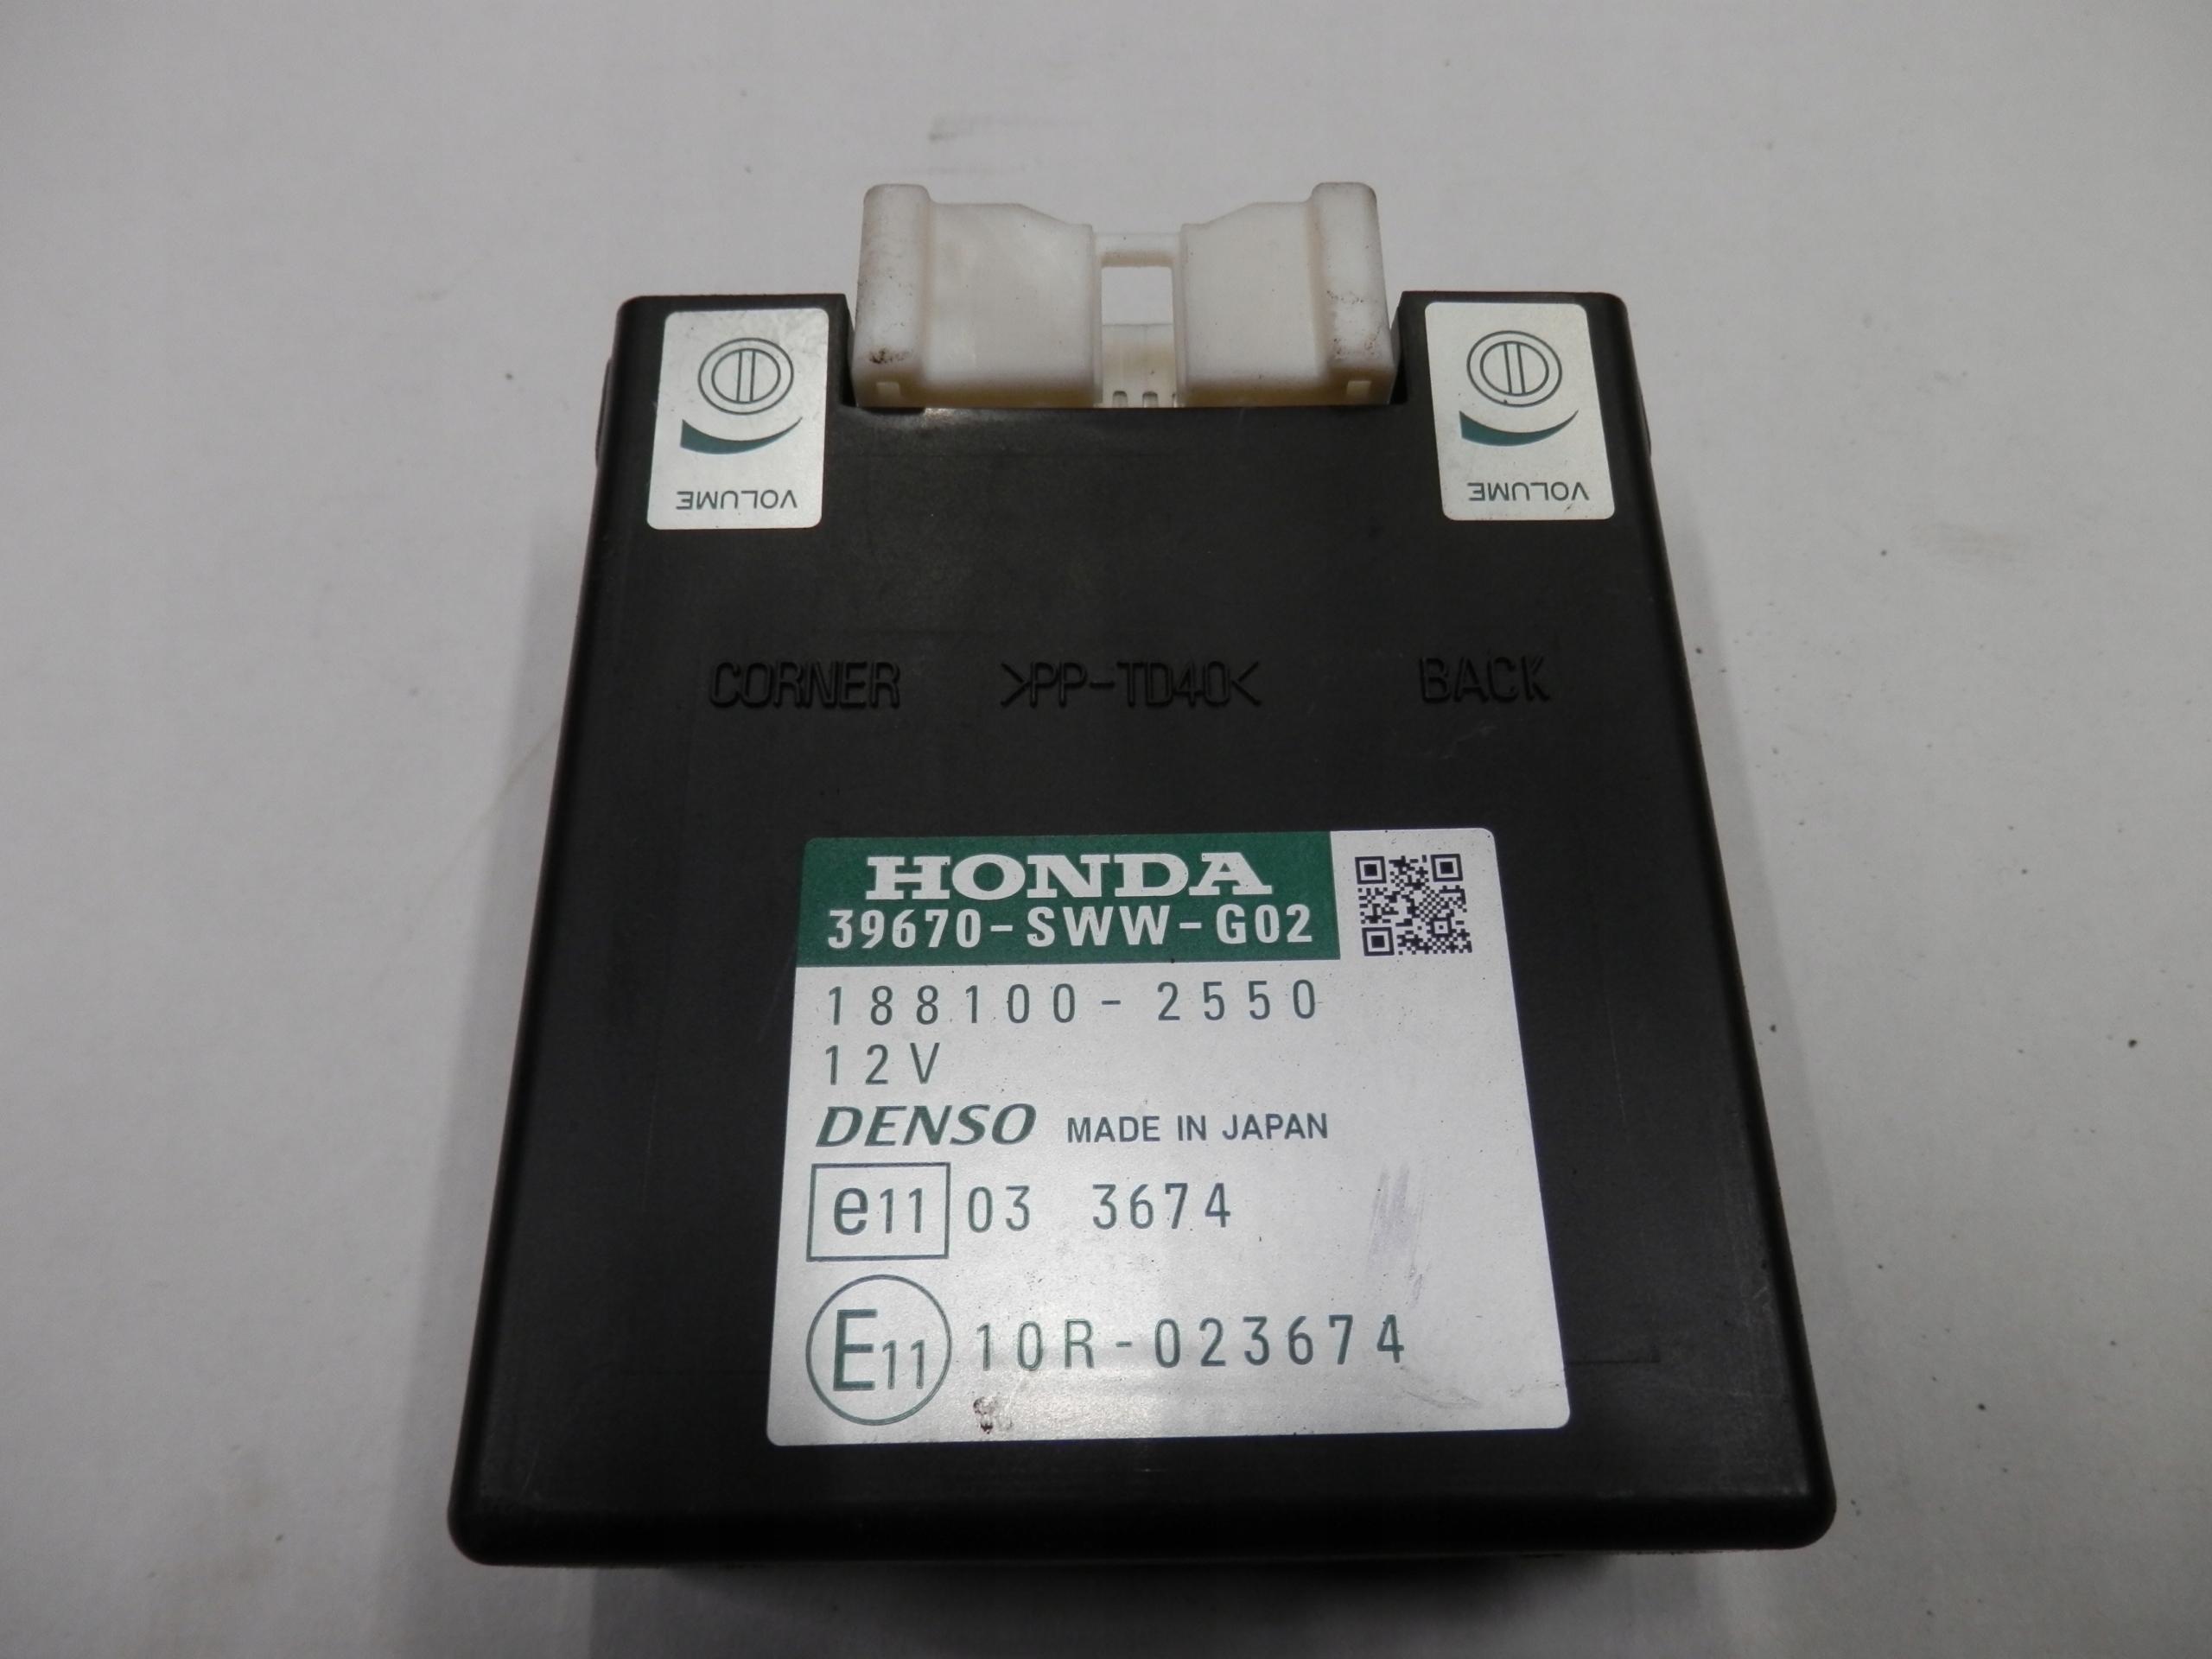 VOLUME
VOLUME
CORNER >PP-TD40< BACK
HONDA
39670-SWW-G02
188100-2550
12V
DENSO MADE IN JAPAN
e11 03 3674
E11 10R-023674